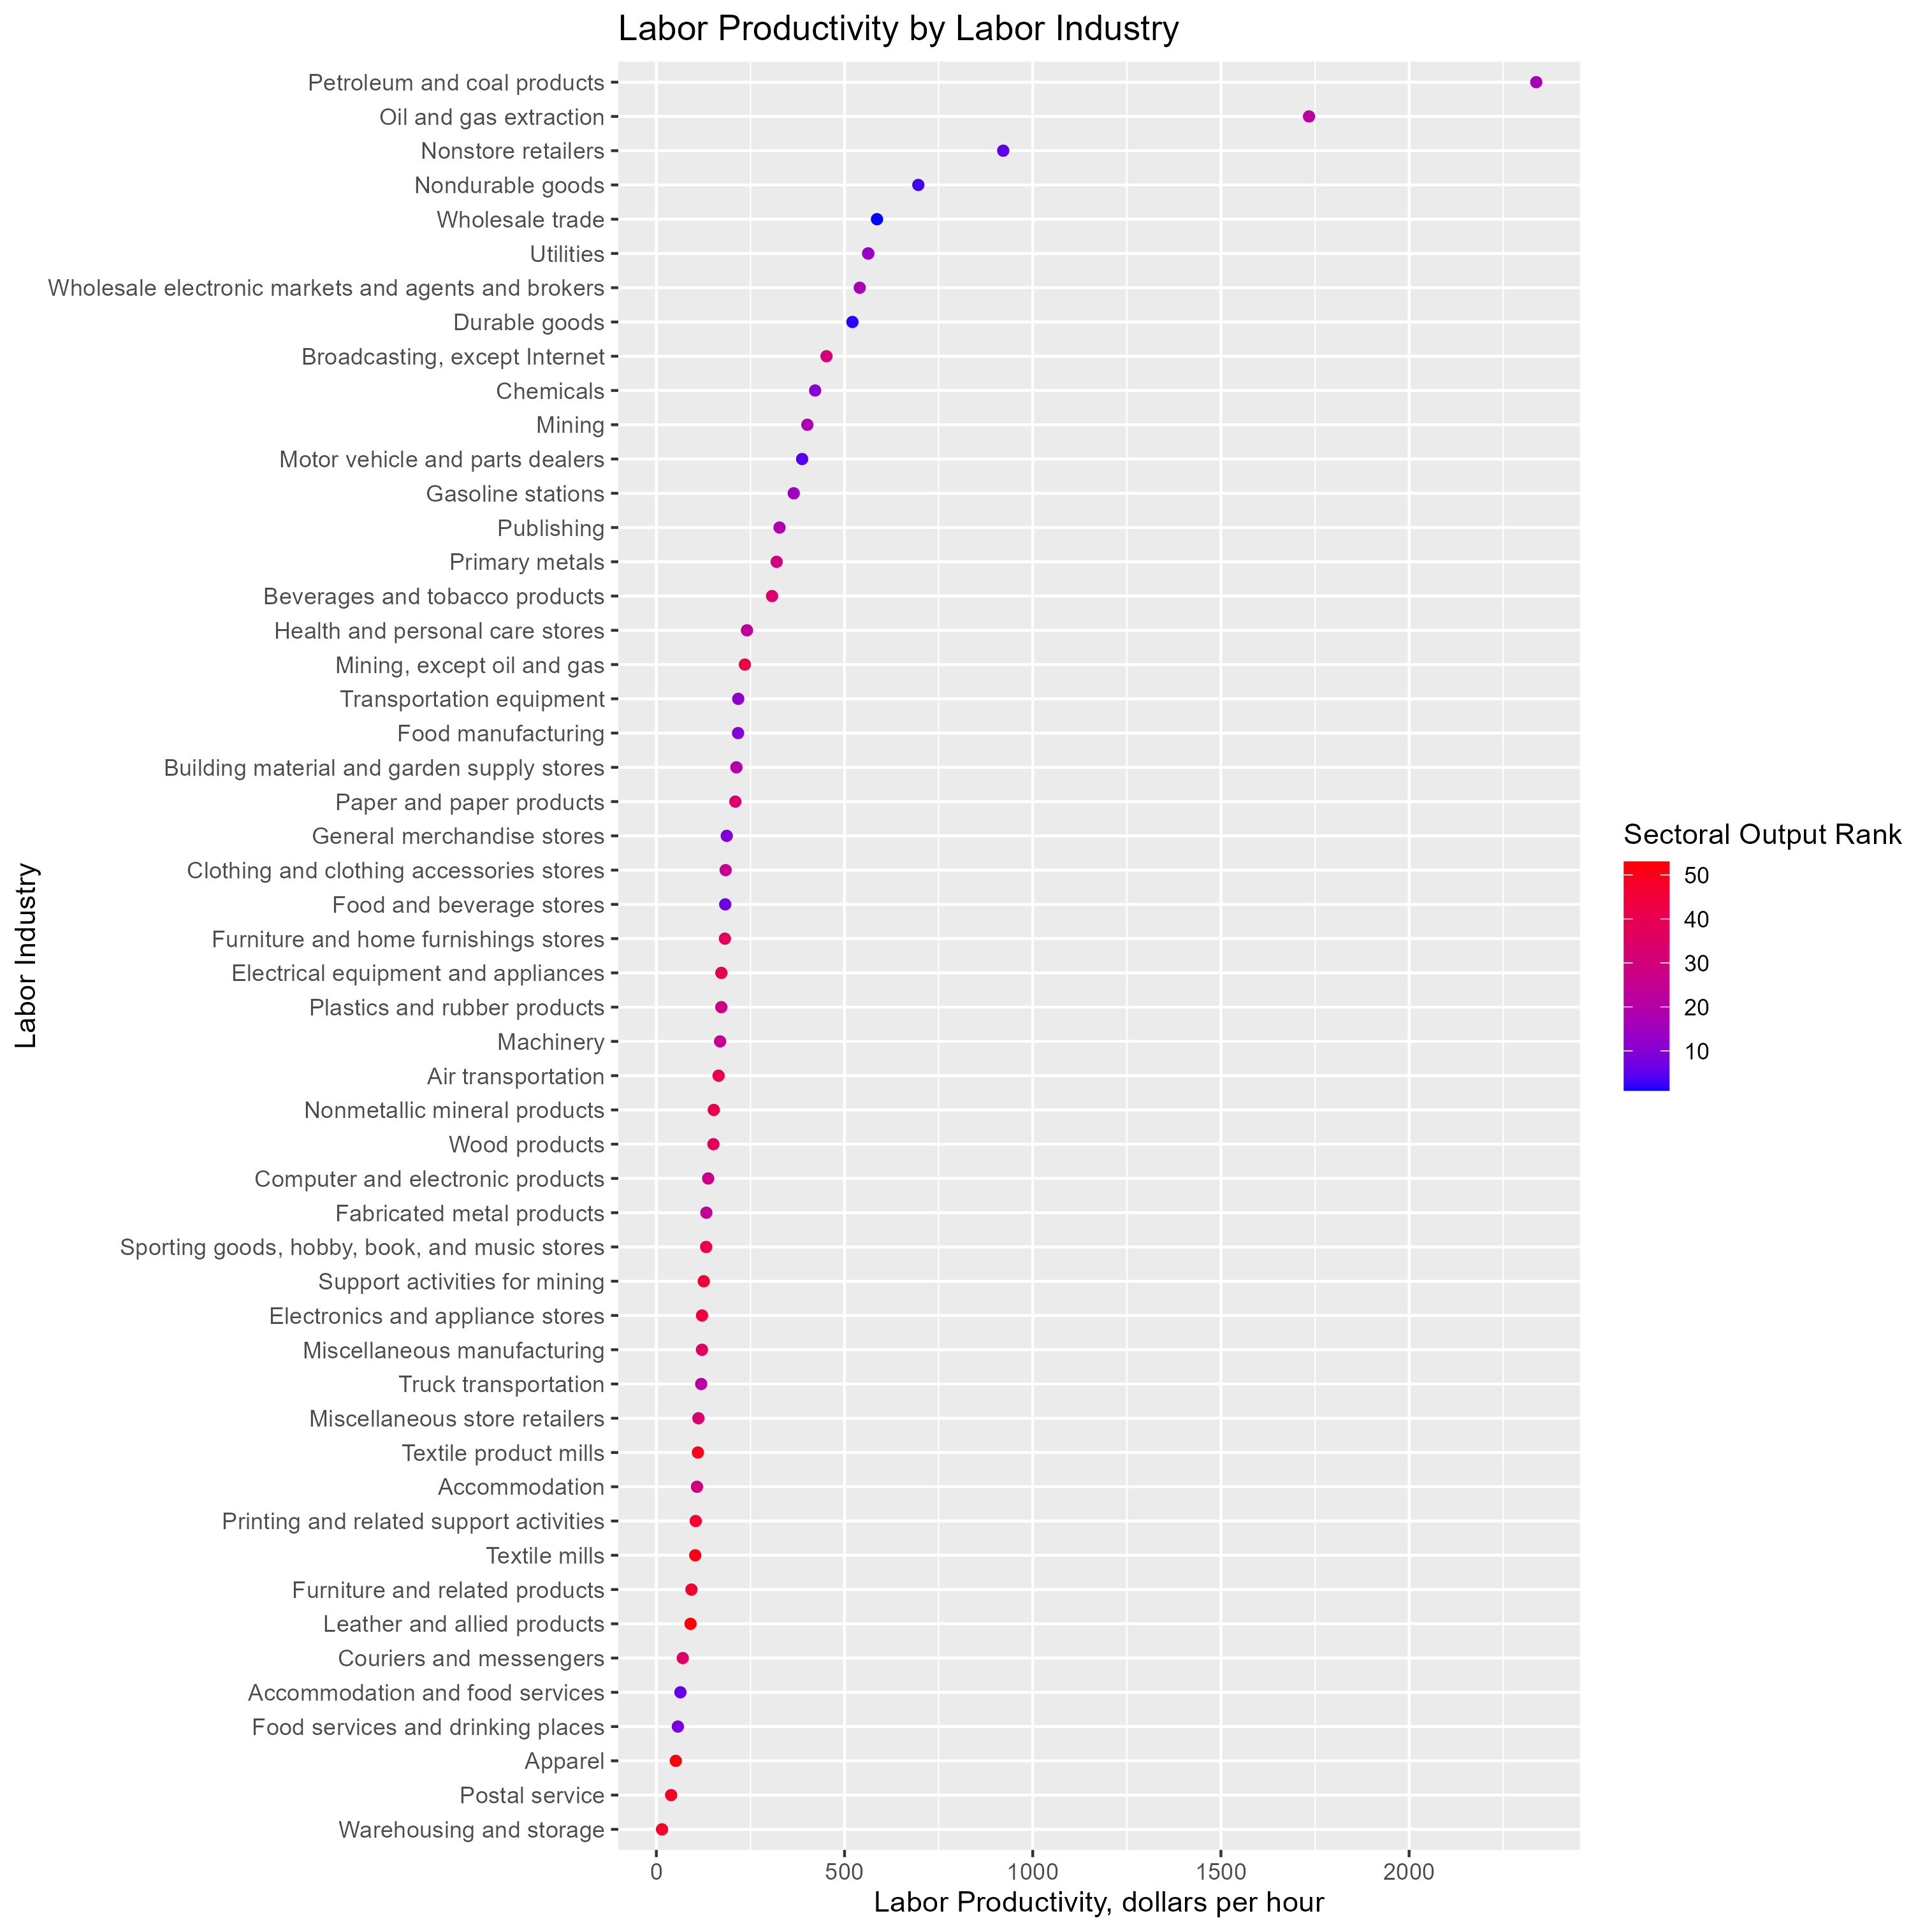 Labor Productivity by Labor Industry
Petroleum and coal products
Oil and gas extraction
Nonstore retailers
Nondurable goods
Wholesale trade
Utilities
Wholesale electronic markets and agents and brokers
Durable goods
Broadcasting, except Internet
Chemicals
Mining
Motor vehicle and parts dealers
Gasoline stations
Publishing
Primary metals
Beverages and tobacco products
Health and personal care stores
Mining, except oil and gas
Transportation equipment
Food manufacturing
Building material and garden supply stores
Paper and paper products
General merchandise stores
Clothing and clothing accessories stores
Food and beverage stores
Furniture and home furnishings stores
Electrical equipment and appliances
Plastics and rubber products
Machinery
Air transportation
Nonmetallic mineral products
Wood products
Computer and electronic products
Fabricated metal products
Sporting goods, hobby, book, and music stores
Support activities for mining
Electronics and appliance stores
Miscellaneous manufacturing
Truck transportation
Miscellaneous store retailers
Textile product mills
Accommodation
Printing and related support activities
Textile mills
Furniture and related products
Leather and allied products
Couriers and messengers
Accommodation and food services
Food services and drinking places
Apparel
Postal service
Warehousing and storage
Labor Industry
0 500 1000 1500 2000
Labor Productivity, dollars per hour
Sectoral Output Rank
50
40
30
20
10